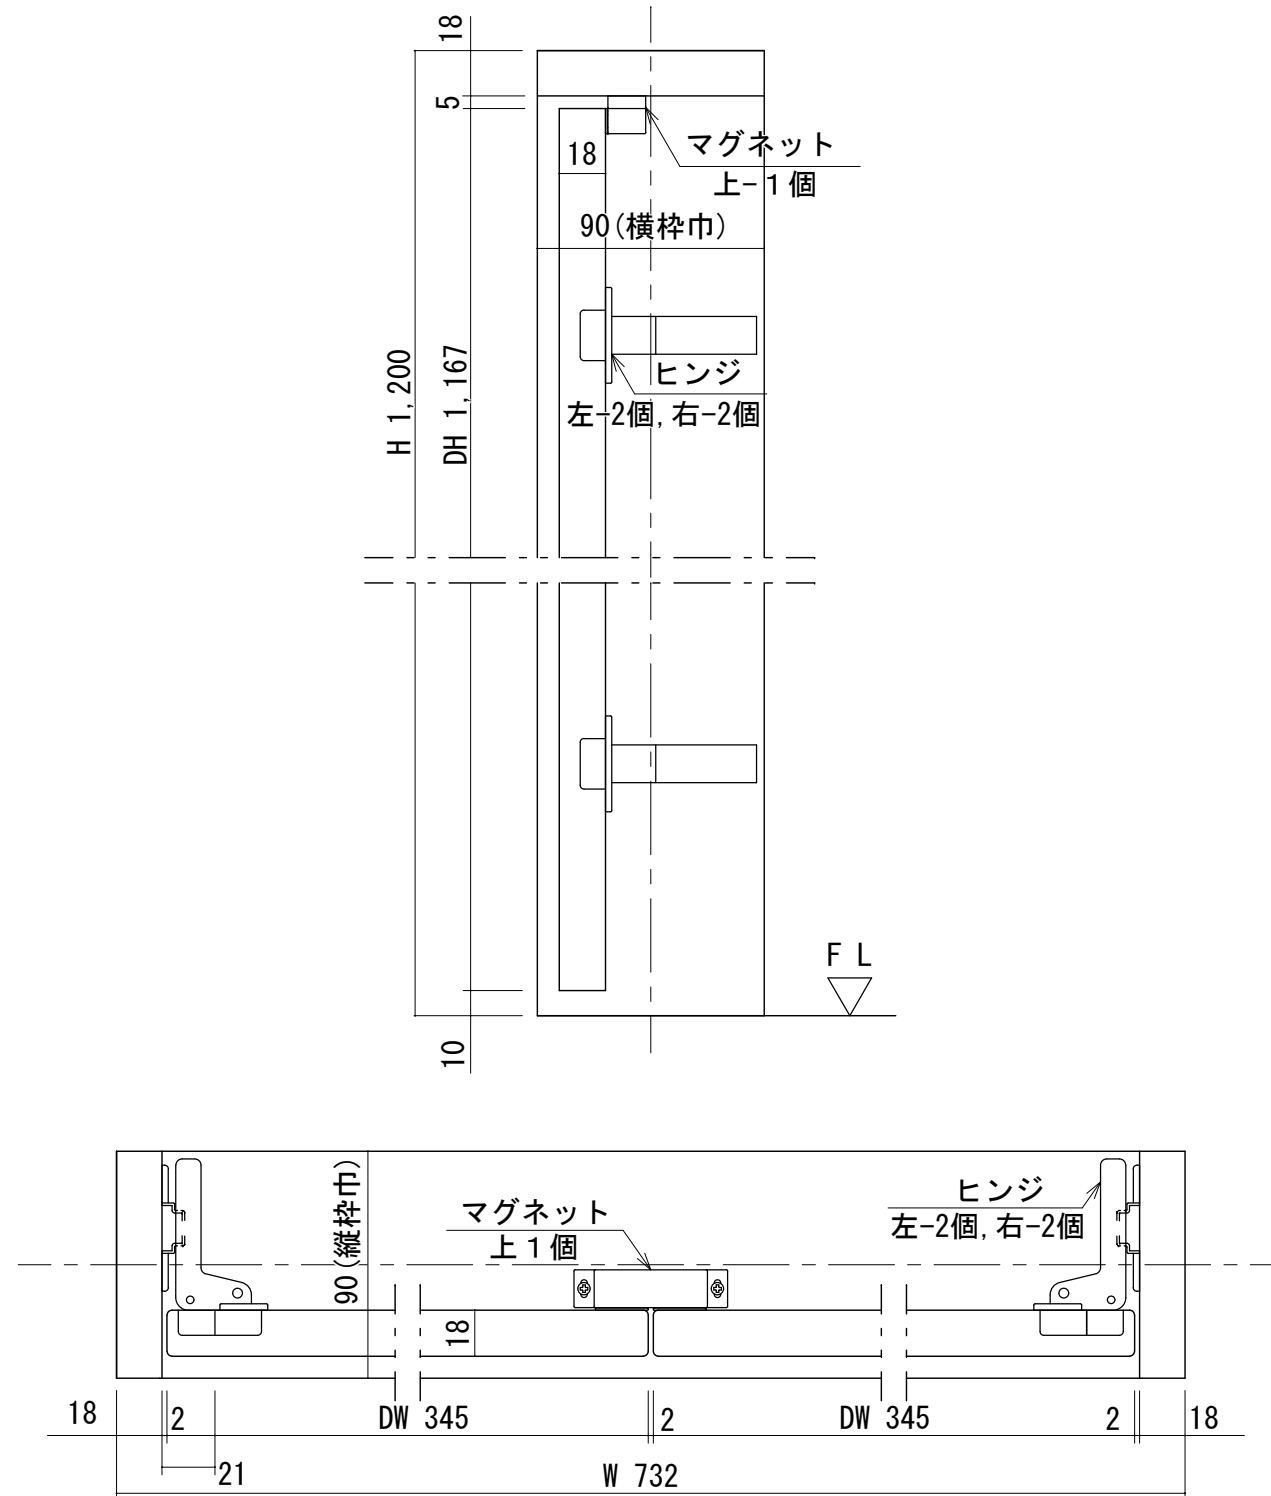 18
5
マグネット
18
上-1個
90(横枠巾)
H 1,200
DH 1,167
ヒンジ
左-2個,右-2個
F L
10
90(縦枠巾)
マグネット
上1個
ヒンジ
左-2個,右-2個
18
18
2
DW 345
2
DW 345
2
18
21
W 732